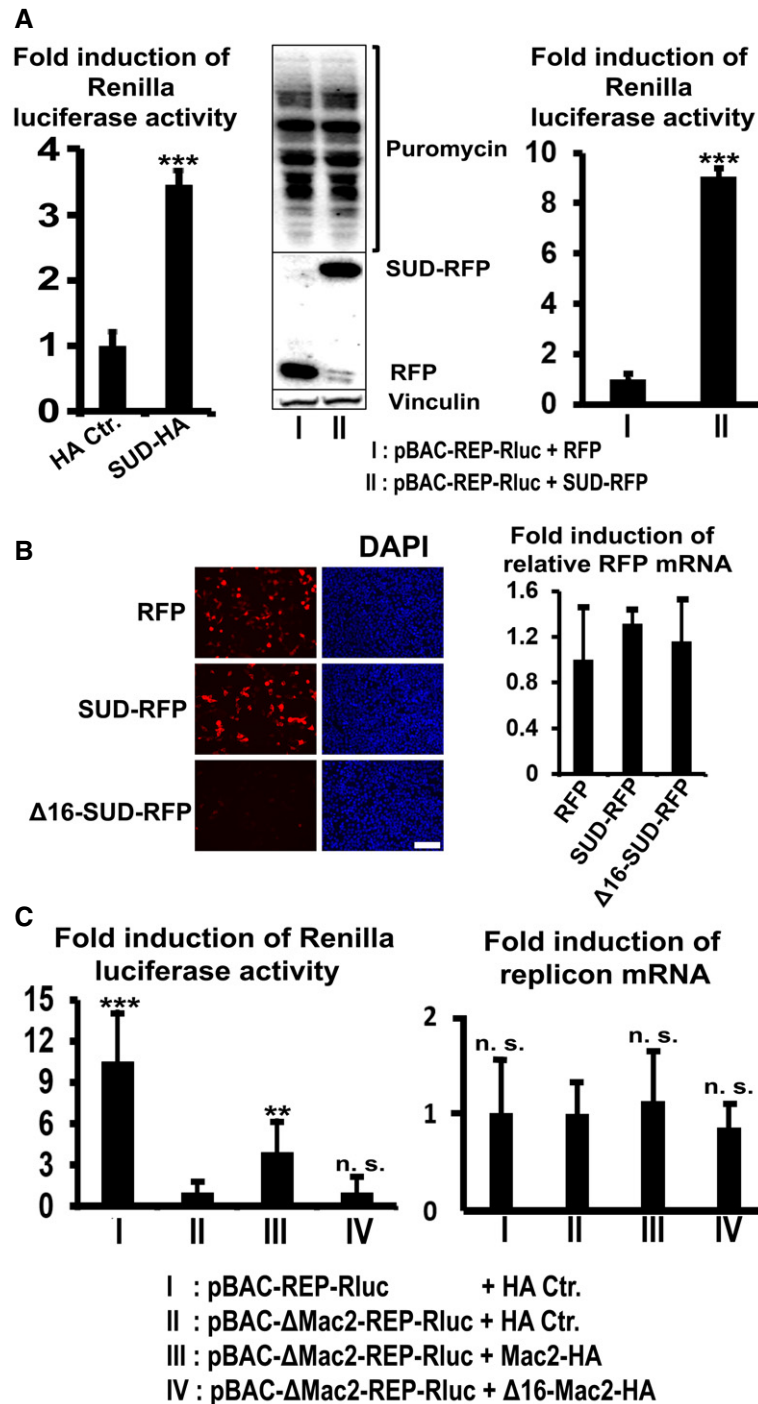 A
Fold induction of
Renilla
luciferase activity
4
3
2
1
0
***
HA Ctr.
SUD-HA
Puromycin
SUD-RFP
RFP
Vinculin
I II
Fold induction of
Renilla
luciferase activity
10
8
6
4
2
0
***
I II
I : pBAC-REP-Rluc + RFP
II : pBAC-REP-Rluc + SUD-RFP
B
DAPI
RFP
SUD-RFP
Δ16-SUD-RFP
Fold induction of
relative RFP mRNA
1.6
1.2
0.8
0.4
0
RFP
SUD-RFP
Δ16-SUD-RFP
C
Fold induction of Renilla
luciferase activity
15
12
9
6
3
0
***
**
n. s.
I II III IV
Fold induction of
replicon mRNA
2
1
0
n. s.
n. s.
n. s.
I II III IV
I : pBAC-REP-Rluc + HA Ctr.
II : pBAC-ΔMac2-REP-Rluc + HA Ctr.
III : pBAC-ΔMac2-REP-Rluc + Mac2-HA
IV : pBAC-ΔMac2-REP-Rluc + Δ16-Mac2-HA